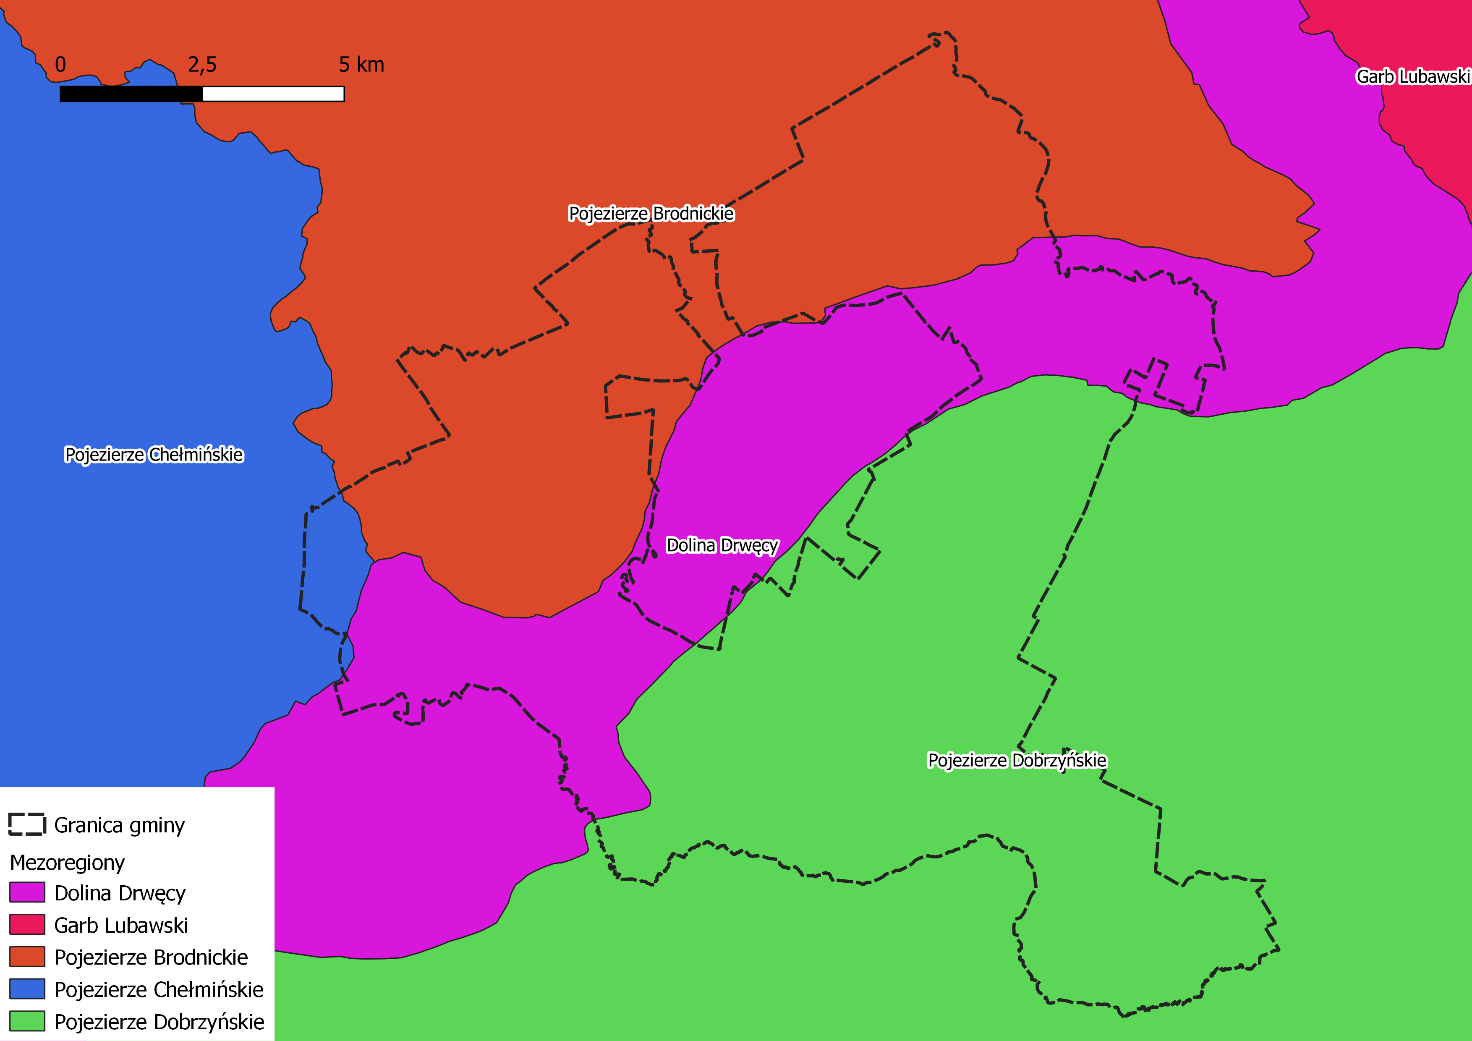 0 2,5 5 km
Garb Lubawski
Pojezierze Brodnickie
Pojezierze Chełmińskie
Dolina Drwęcy
Pojezierze Dobrzyńskie
Granica gminy
Mezoregiony
Dolina Drwęcy
Garb Lubawski
Pojezierze Brodnickie
Pojezierze Chełmińskie
Pojezierze Dobrzyńskie